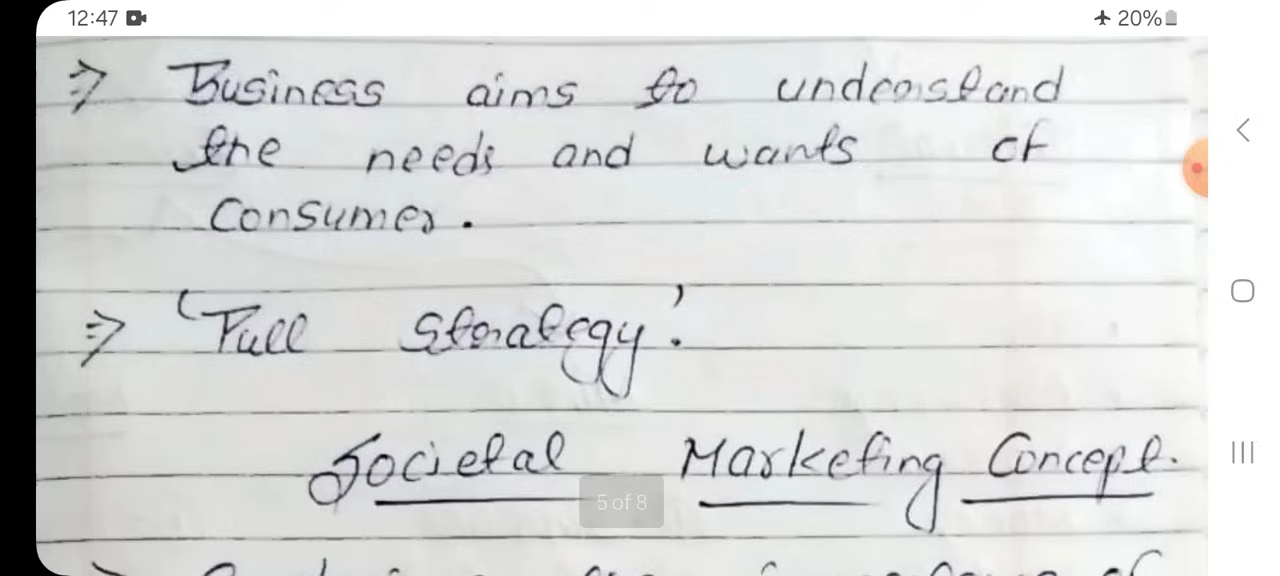 12:47
20%
⇒ Business aims to understand
the needs and wants of
Consumer.
⇒ 'Pull Strategy'.
Societal Marketing Concept.
5 of 8